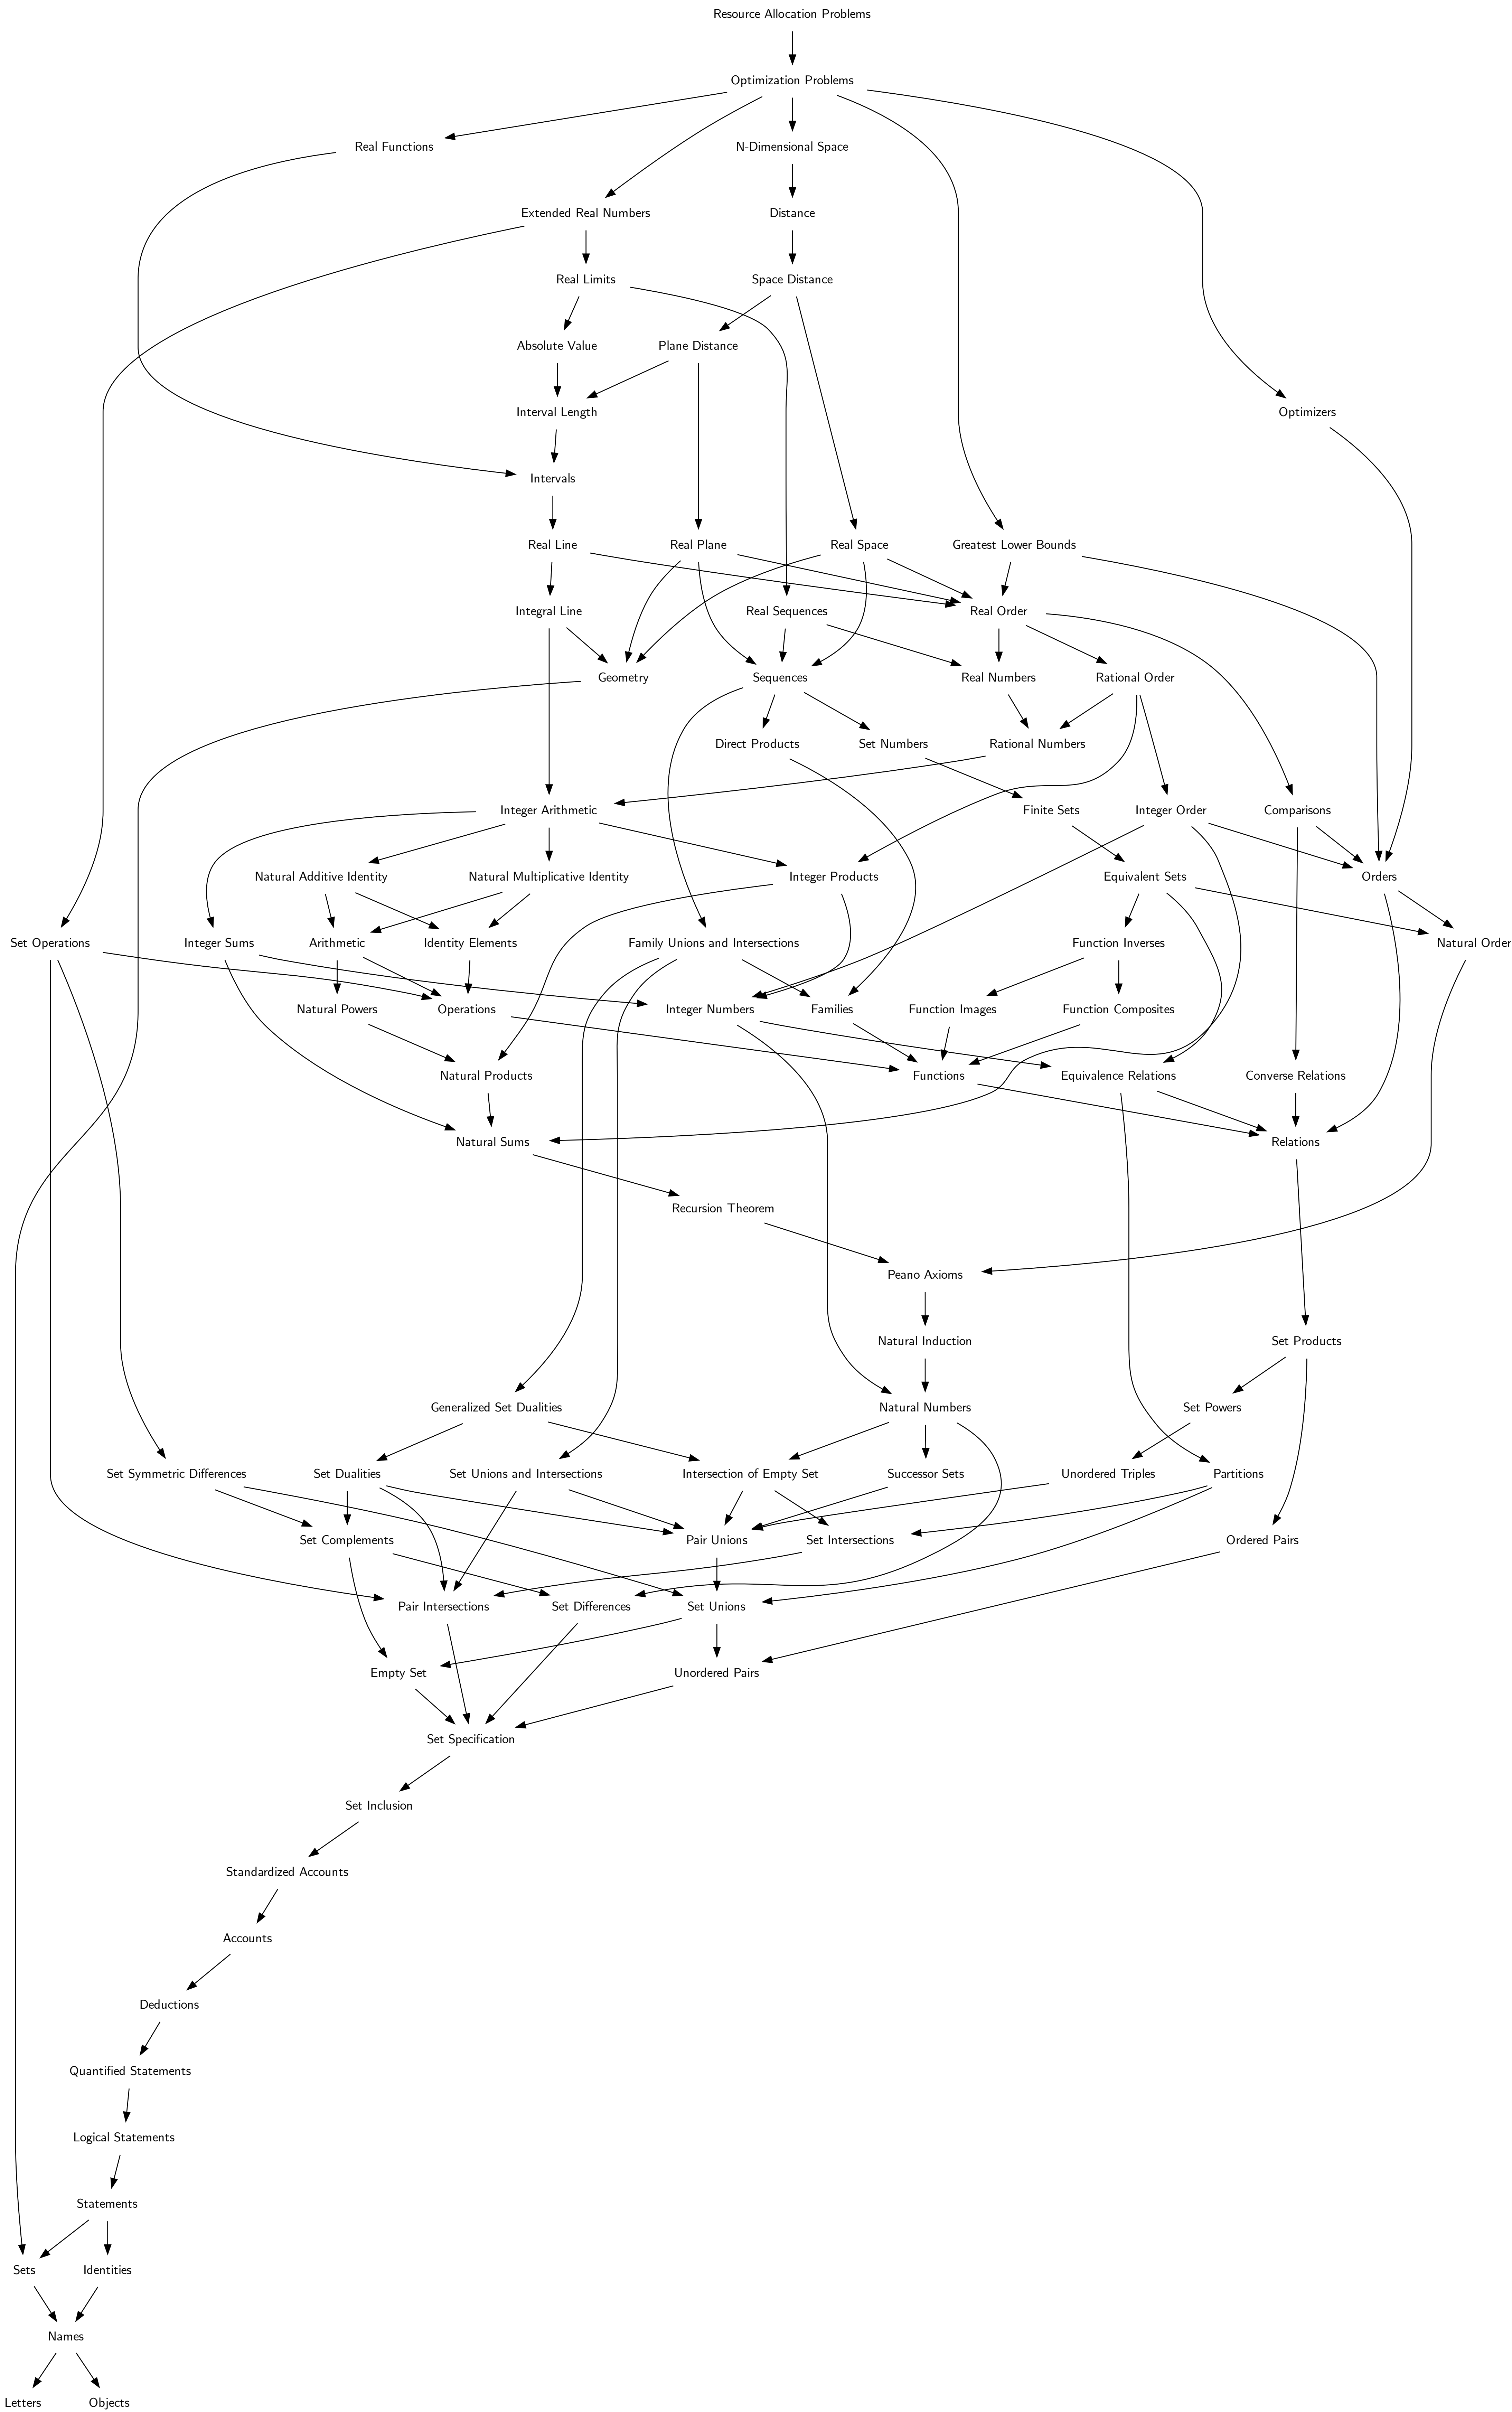 Resource Allocation Problems
Optimization Problems
Real Functions
N-Dimensional Space
Extended Real Numbers
Distance
Real Limits
Space Distance
Absolute Value
Plane Distance
Interval Length
Optimizers
Intervals
Real Line
Real Plane
Real Space
Greatest Lower Bounds
Integral Line
Real Sequences
Real Order
Geometry
Sequences
Real Numbers
Rational Order
Direct Products
Set Numbers
Rational Numbers
Integer Arithmetic
Finite Sets
Integer Order
Comparisons
Natural Additive Identity
Natural Multiplicative Identity
Integer Products
Equivalent Sets
Orders
Set Operations
Integer Sums
Arithmetic
Identity Elements
Family Unions and Intersections
Function Inverses
Natural Order
Natural Powers
Operations
Integer Numbers
Families
Function Images
Function Composites
Natural Products
Functions
Equivalence Relations
Converse Relations
Natural Sums
Relations
Recursion Theorem
Peano Axioms
Natural Induction
Set Products
Generalized Set Dualities
Natural Numbers
Set Powers
Set Symmetric Differences
Set Dualities
Set Unions and Intersections
Intersection of Empty Set
Successor Sets
Unordered Triples
Partitions
Set Complements
Pair Unions
Set Intersections
Ordered Pairs
Pair Intersections
Set Differences
Set Unions
Empty Set
Unordered Pairs
Set Specification
Set Inclusion
Standardized Accounts
Accounts
Deductions
Quantified Statements
Logical Statements
Statements
Sets
Identities
Names
Letters
Objects